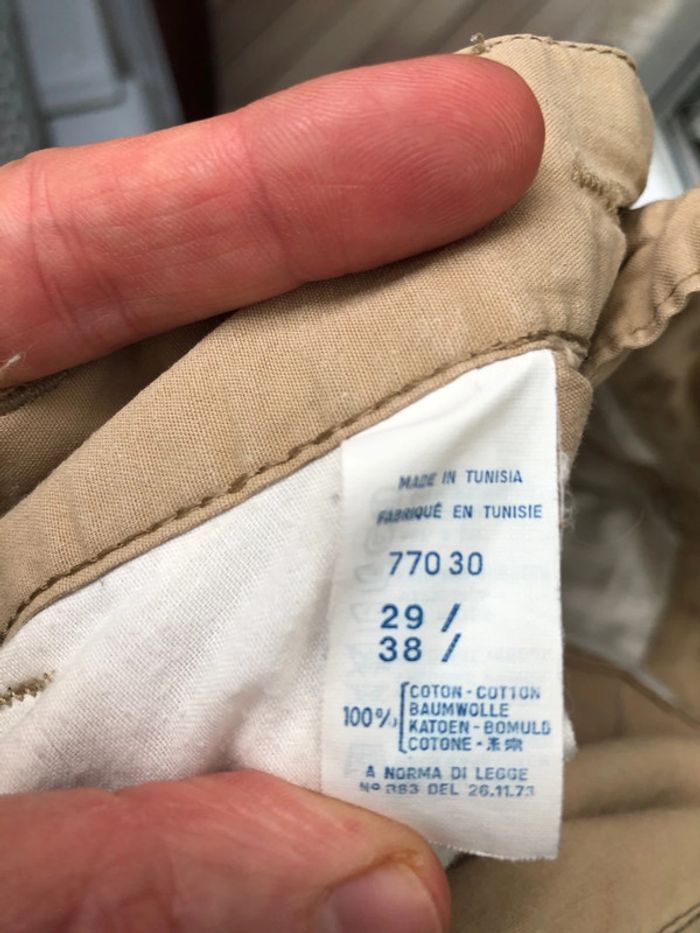 MADE IN TUNISIA
FABRIQUÉ EN TUNISIE
770 30
29 /
38 /
100%
COTON - COTTON
BAUMWOLLE
KATOEN - BOMULD
COTONE -
A NORMA DI LEGGE
Nº 883 DEL 26.11.73